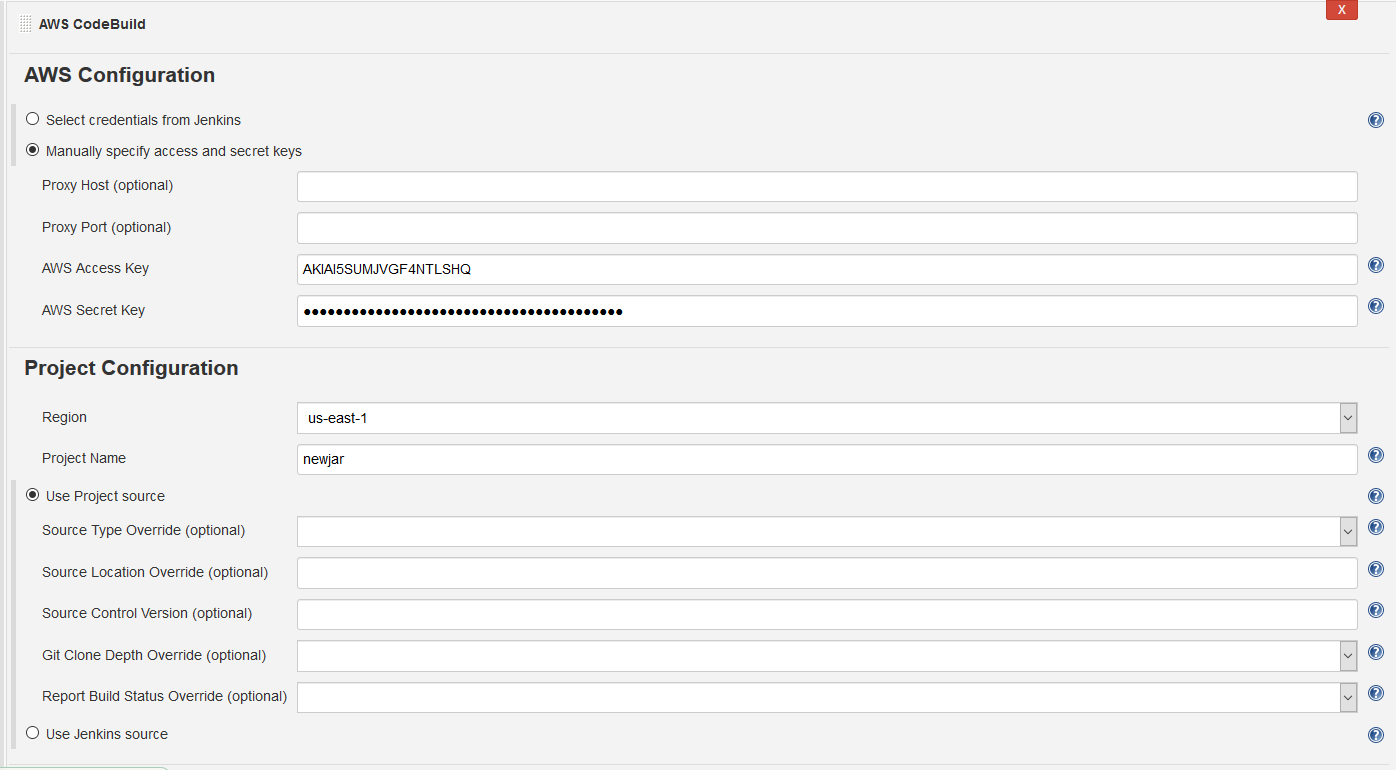 AWS CodeBuild
X
AWS Configuration
Select credentials from Jenkins
Manually specify access and secret keys
Proxy Host (optional)
Proxy Port (optional)
AWS Access Key
AKIAI5SUMJVGF4NTLSHQ
AWS Secret Key
••••••••••••••••••••••••••••••••••••••••
Project Configuration
Region
us-east-1
Project Name
newjar
Use Project source
Source Type Override (optional)
Source Location Override (optional)
Source Control Version (optional)
Git Clone Depth Override (optional)
Report Build Status Override (optional)
Use Jenkins source